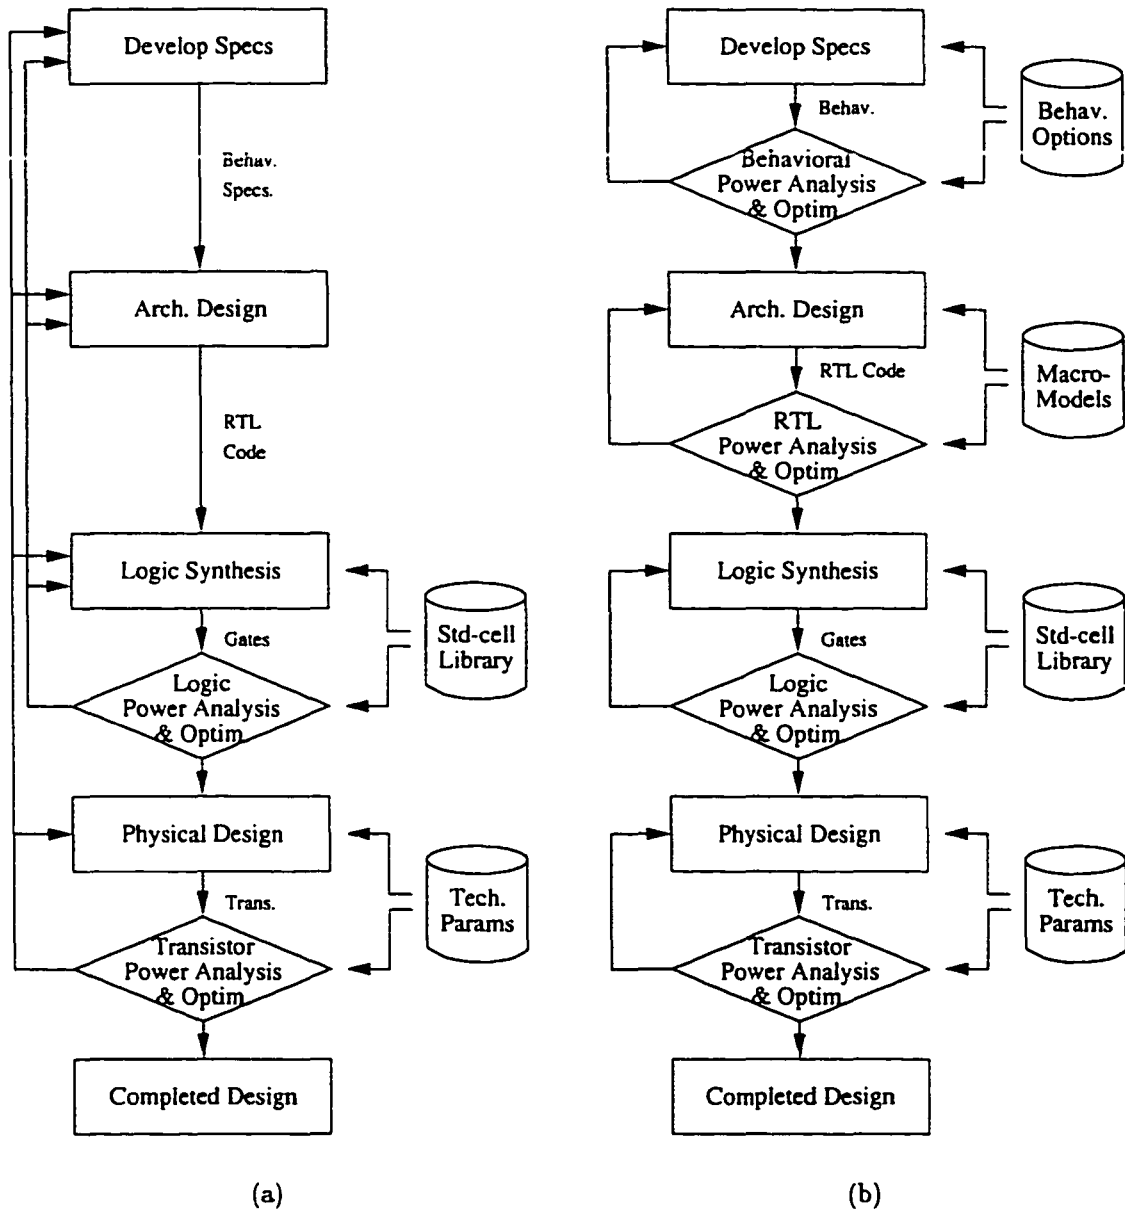 Develop Specs
Behav.
Specs.
Arch. Design
RTL
Code
Logic Synthesis
Gates
Std-cell
Library
Logic
Power Analysis
& Optim
Physical Design
Trans.
Tech.
Params
Transistor
Power Analysis
& Optim
Completed Design
(a)
Develop Specs
Behav.
Behav.
Options
Behavioral
Power Analysis
& Optim
Arch. Design
RTL Code
Macro-
Models
RTL
Power Analysis
& Optim
Logic Synthesis
Gates
Std-cell
Library
Logic
Power Analysis
& Optim
Physical Design
Trans.
Tech.
Params
Transistor
Power Analysis
& Optim
Completed Design
(b)